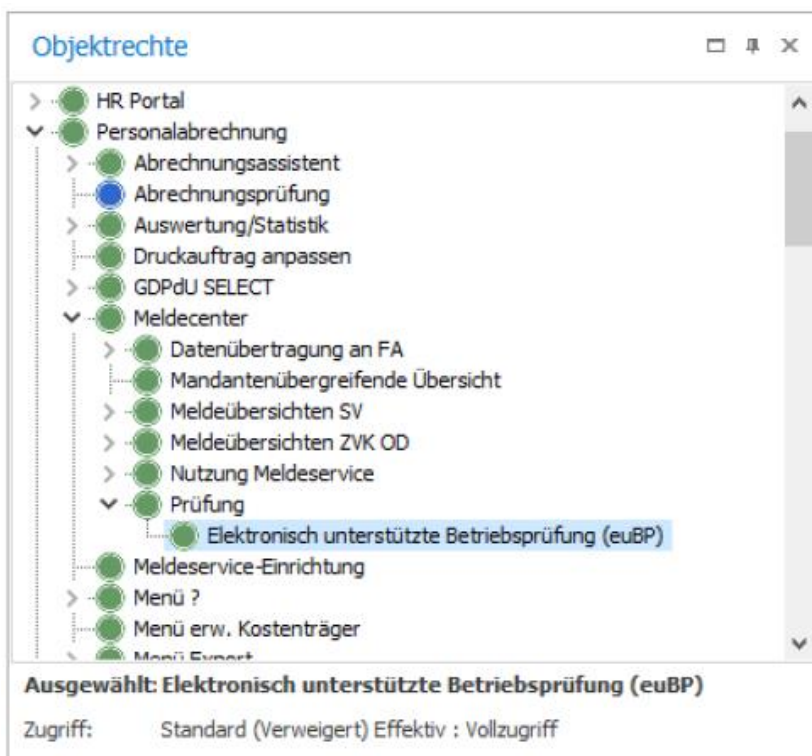 Objektrechte
HR Portal
Personalabrechnung
Abrechnungsassistent
Abrechnungsprüfung
Auswertung/Statistik
Druckauftrag anpassen
GDPdU SELECT
Meldecenter
Datenübertragung an FA
Mandantenübergreifende Übersicht
Meldeübersichten SV
Meldeübersichten ZVK OD
Nutzung Meldeservice
Prüfung
Elektronisch unterstützte Betriebsprüfung (euBP)
Meldeservice-Einrichtung
Menü ?
Menü erw. Kostenträger
Menü Export
Ausgewählt: Elektronisch unterstützte Betriebsprüfung (euBP)
Zugriff: Standard (Verweigert) Effektiv : Vollzugriff